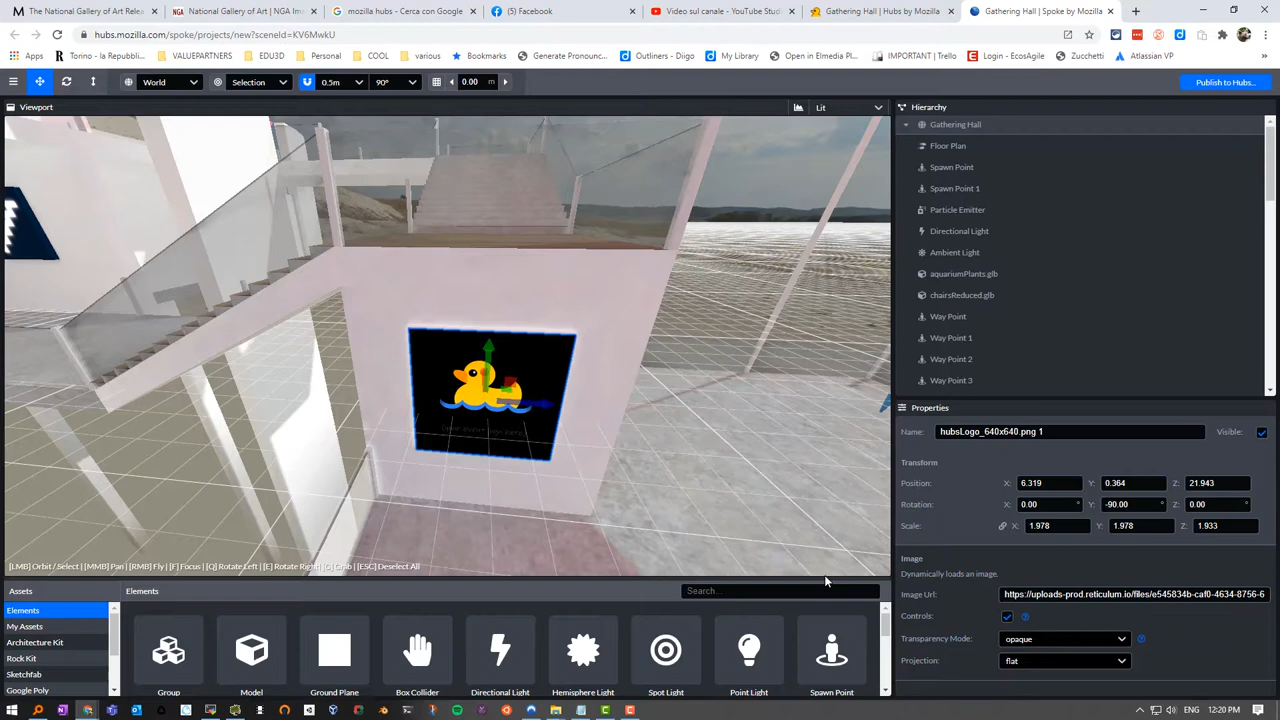 The National Gallery of Art Relea
National Gallery of Art | NGA Im
mozilla hubs - Cerca con Google
(5) Facebook
Video sul canale - YouTube Studi
Gathering Hall | Hubs by Mozilla
Gathering Hall | Spoke by Mozilla
hubs.mozilla.com/spoke/projects/new?sceneId=KV6MwkU
Apps R Torino - la Republi... EDU3D Personal COOL various Bookmarks Generate Pronounc... Outliners - Diigo My Library Open in Elmedia Pl... IMPORTANT | Trello Login - EcosAgile Zucchetti Atlassian VP
World Selection 0.5m 90° 0.00 m Publish to Hubs...
Viewport Lit
Hierarchy
Gathering Hall
Floor Plan
Spawn Point
Spawn Point 1
Particle Emitter
Directional Light
Ambient Light
aquariumPlants.glb
chairsReduced.glb
Way Point
Way Point 1
Way Point 2
Way Point 3
Properties
Name: hubsLogo_640x640.png 1 Visible:
Transform
Position: X: 6.319 Y: 0.364 Z: 21.943
Rotation: X: 0.00 ° Y: -90.00 ° Z: 0.00 °
Scale: X: 1.978 Y: 1.978 Z: 1.933
Image
Dynamically loads an image.
Image Url: https://uploads-prod.reticulum.io/files/e545834b-caf0-4634-8756-6
Controls:
Transparency Mode: opaque
Projection: flat
[LMB] Orbit / Select | [MMB] Pan | [RMB] Fly | [F] Focus | [Q] Rotate Left | [E] Rotate Right | [G] Grab | [ESC] Deselect All
Assets
Elements
My Assets
Architecture Kit
Rock Kit
Sketchfab
Google Poly
Elements Search...
Group Model Ground Plane Box Collider Directional Light Hemisphere Light Spot Light Point Light Spawn Point
ENG 12:20 PM